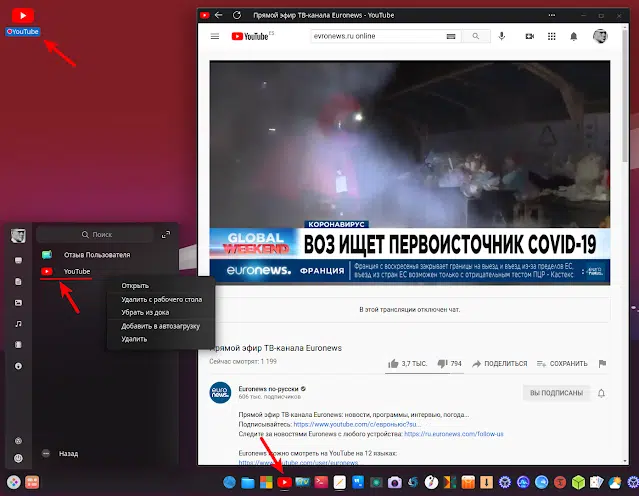 YouTube
Прямой эфир ТВ-канала Euronews - YouTube
YouTube ES
evronews.ru online
КОРОНАВИРУС
GLOBAL WEEKEND
ВОЗ ИЩЕТ ПЕРВОИСТОЧНИК COVID-19
euronews.
ФРАНЦИЯ
Франция с воскресенья закрывает границы на выезд и въезд из-за пределов ЕС,
въезд из стран ЕС возможен только с отрицательным тестом ПЦР - Кастекс
В этой трансляции отключен чат.
Прямой эфир ТВ-канала Euronews
Сейчас смотрят: 1 199
3,7 ТЫС.
794
ПОДЕЛИТЬСЯ
СОХРАНИТЬ
euro news.
Euronews по-русски
606 тыс. подписчиков
ВЫ ПОДПИСАНЫ
Прямой эфир ТВ канала Euronews: новости, программы, интервью, погода...
Подписывайтесь: https://www.youtube.com/c/евроньюс?su...
Следите за новостями Euronews с любого устройства: https://ru.euronews.com/follow-us
Euronews можно смотреть на YouTube на 12 языках:
https://www.youtube.com/user/euronews...
Поиск
Отзыв Пользователя
YouTube
Открыть
Удалить с рабочего стола
Убрать из дока
Добавить в автозагрузку
Удалить
Назад